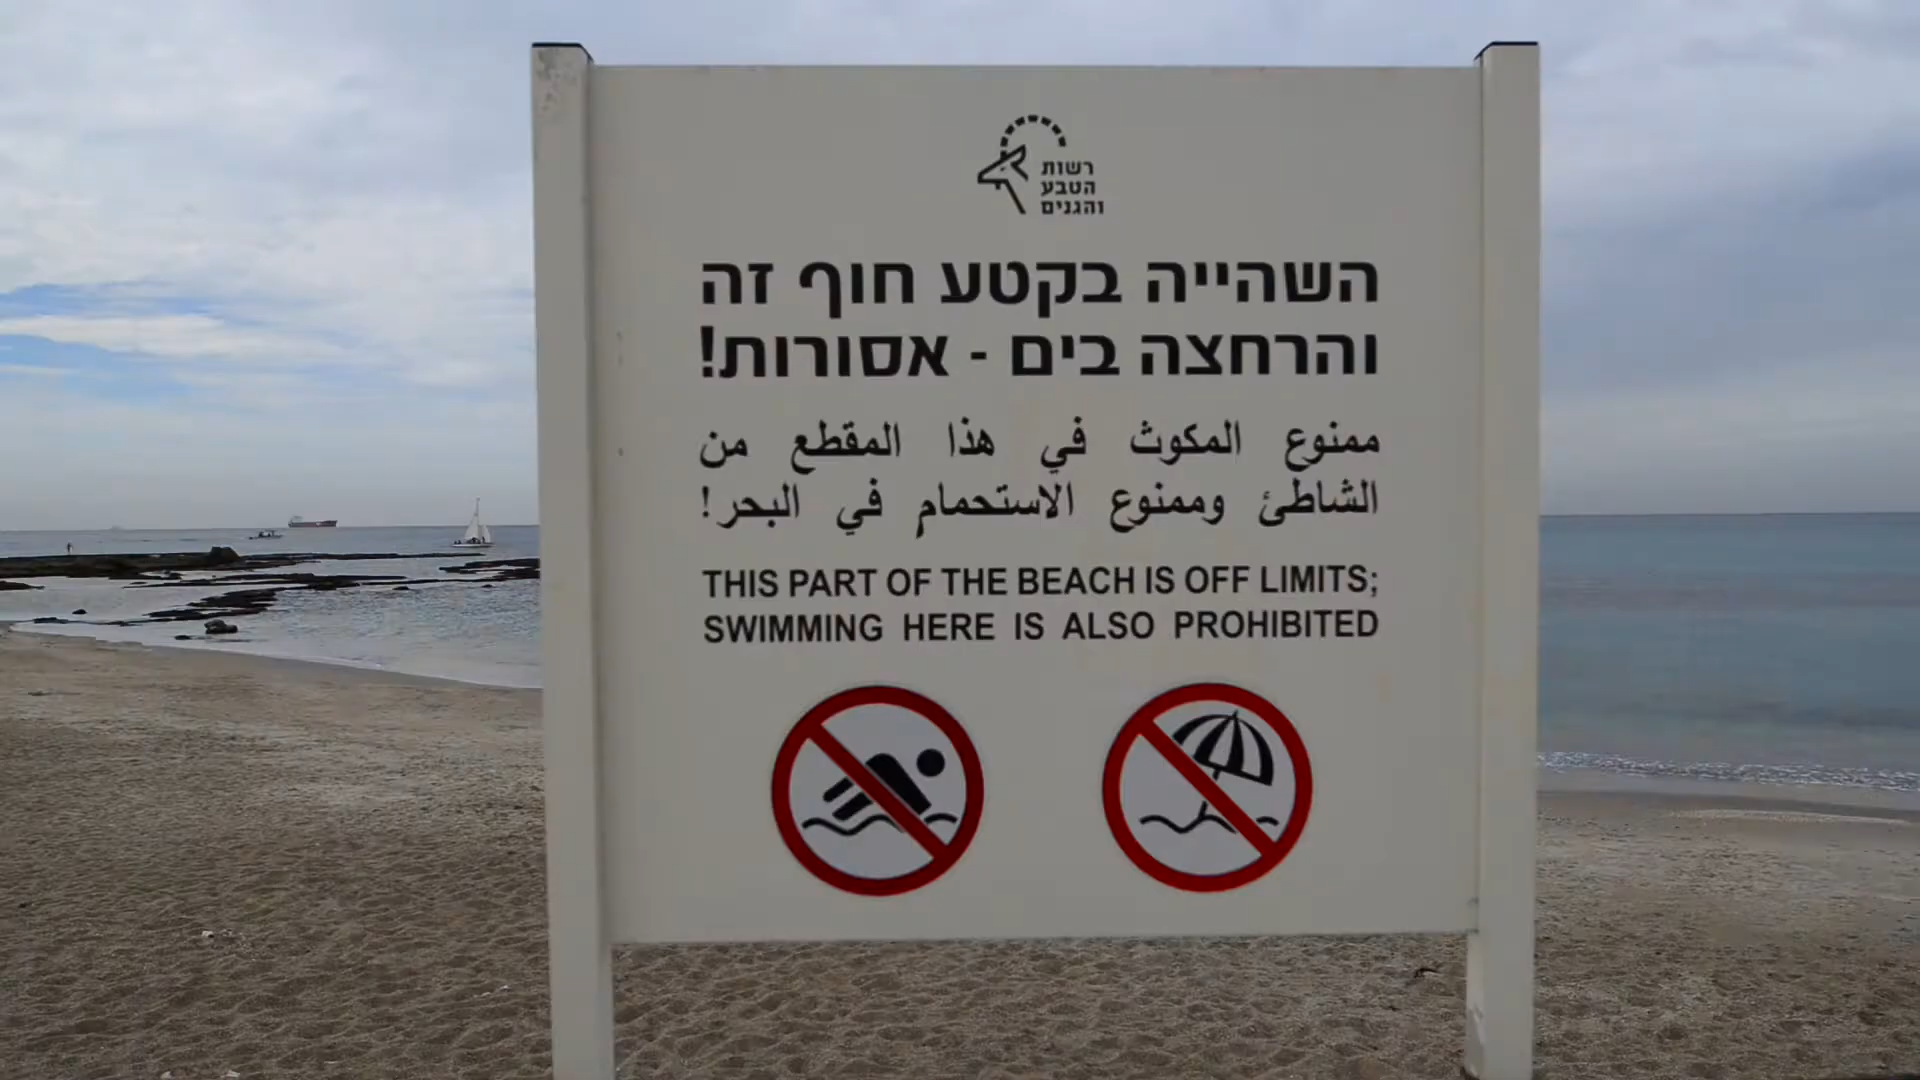 רשות
הטבע
והגנים
השהייה בקטע חוף זה
והרחצה בים - אסורות!
ممنوع المكوث في هذا المقطع من
الشاطئ وممنوع الاستحمام في البحر!
THIS PART OF THE BEACH IS OFF LIMITS;
SWIMMING HERE IS ALSO PROHIBITED